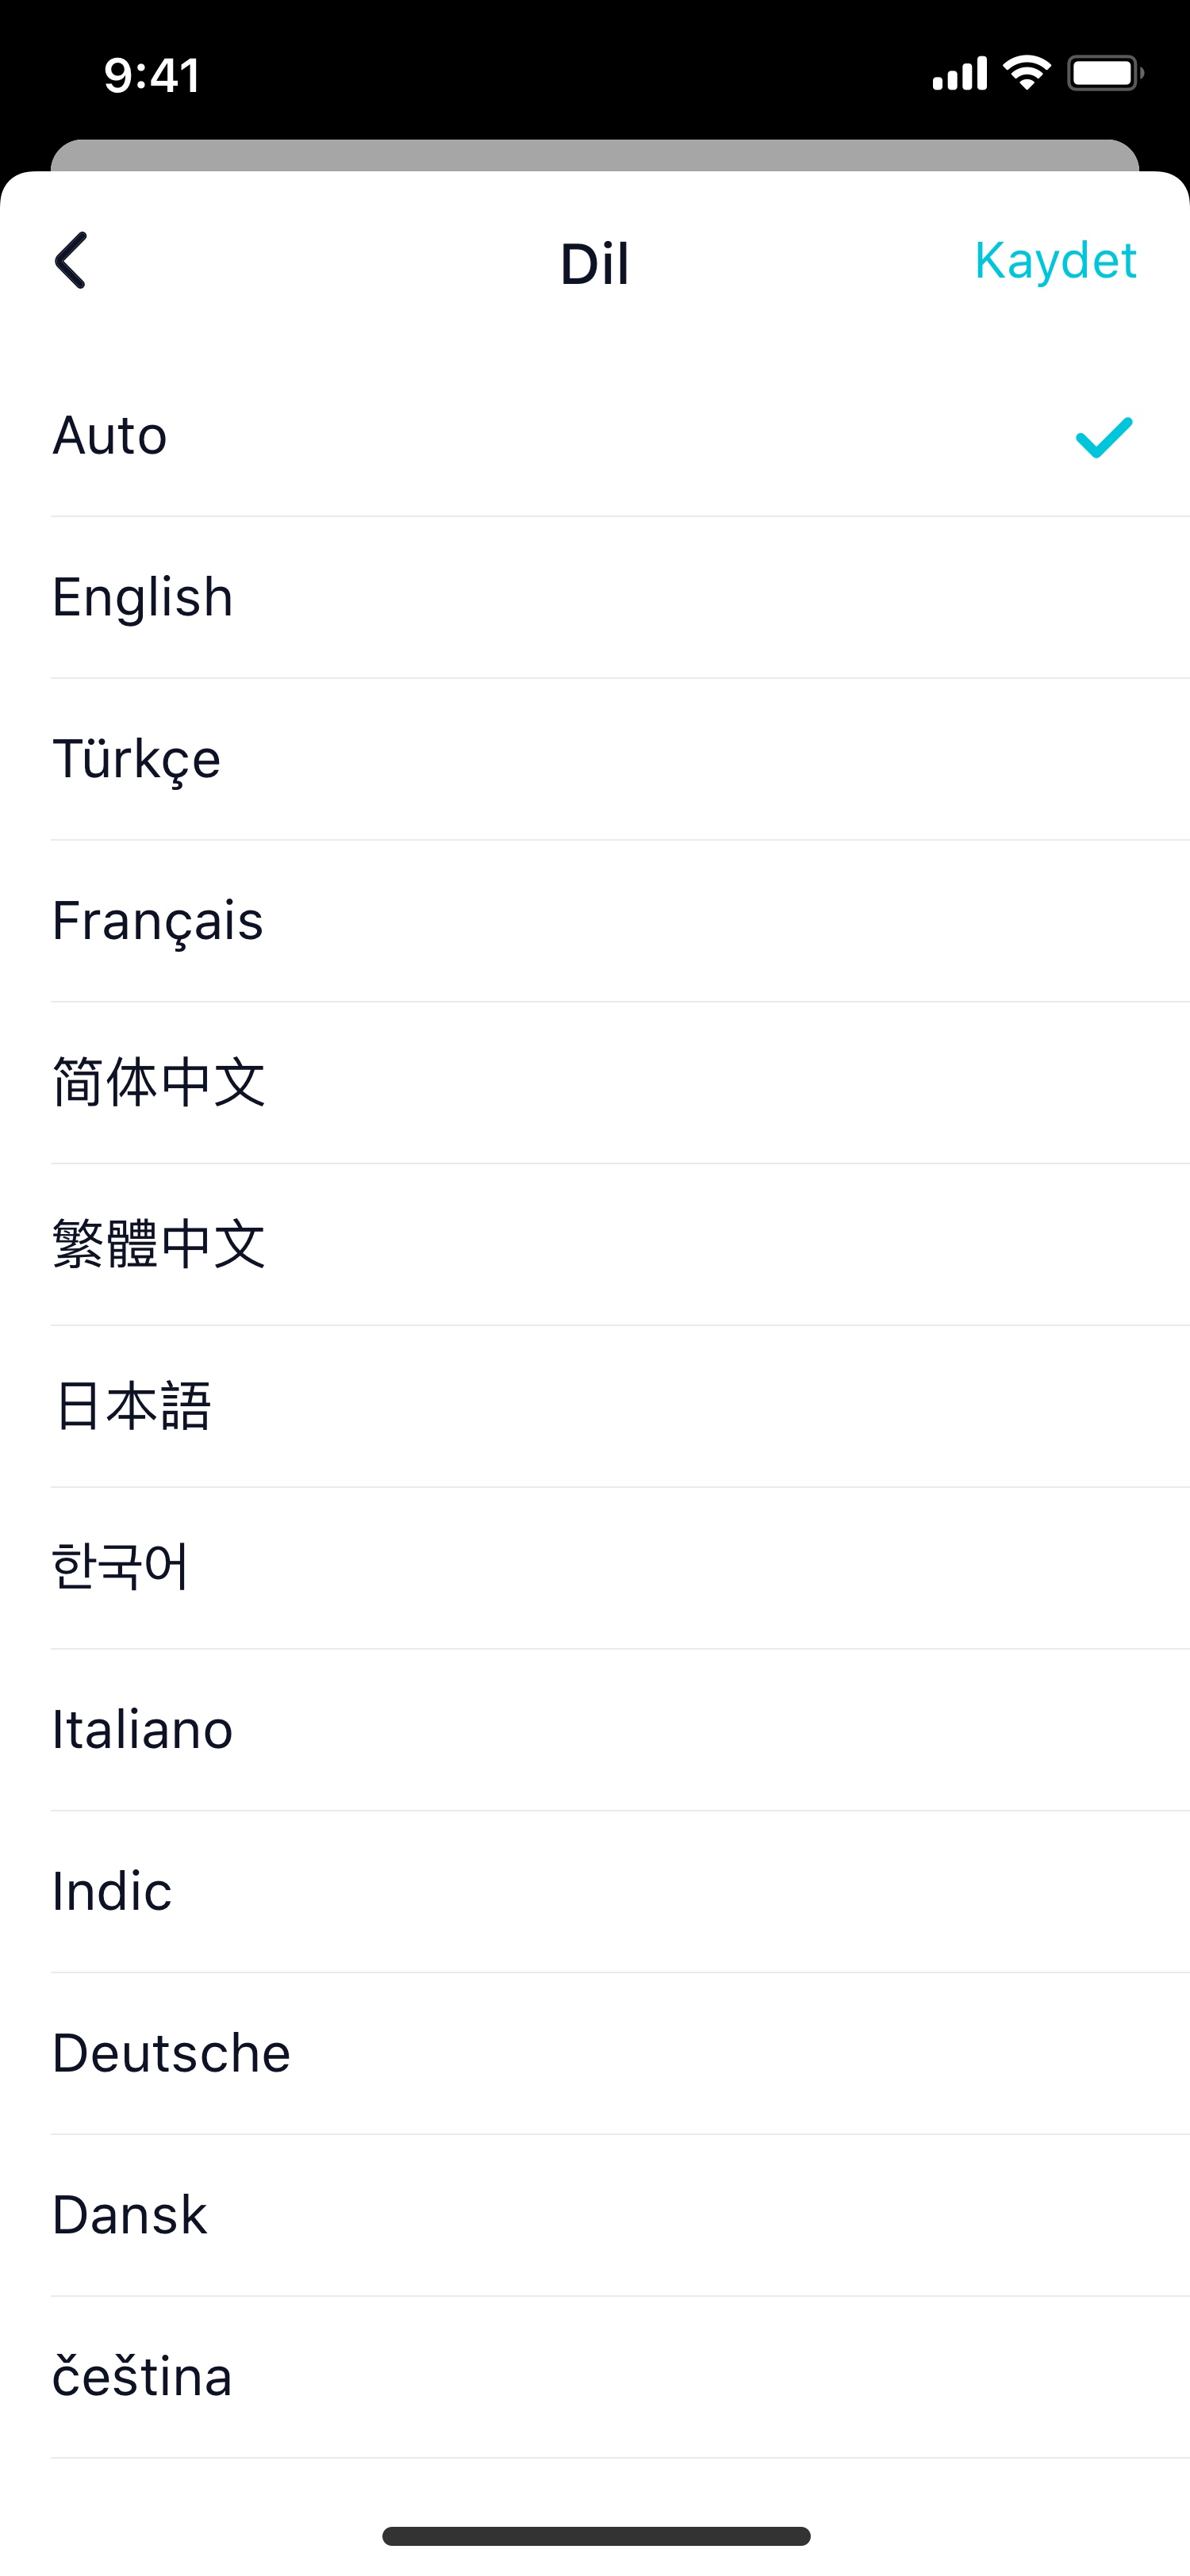 9:41
Dil
Kaydet
Auto
English
Türkçe
Français
简体中文
繁體中文
日本語
한국어
Italiano
Indic
Deutsche
Dansk
čeština